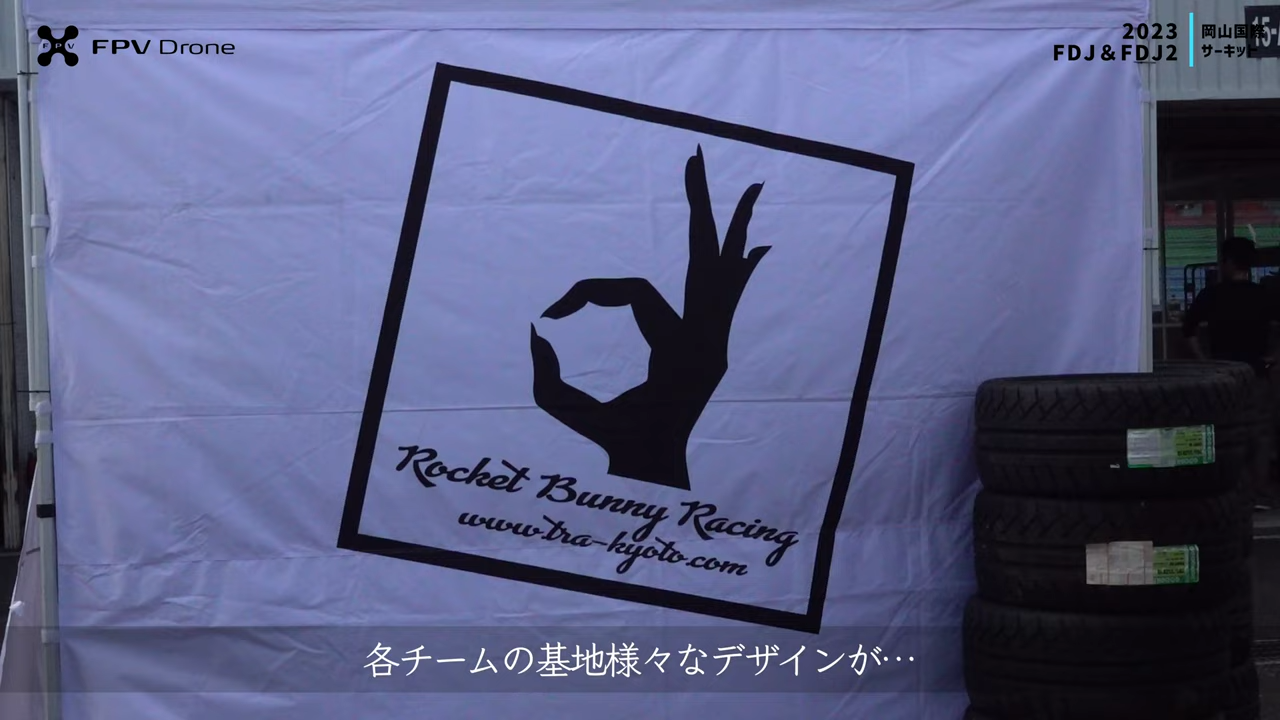 FPV Drone
2023
FDJ & FDJ2
岡山国際
サーキット
15-
Rocket Bunny Racing
www.tra-kyoto.com
各チームの基地様々なデザインが…